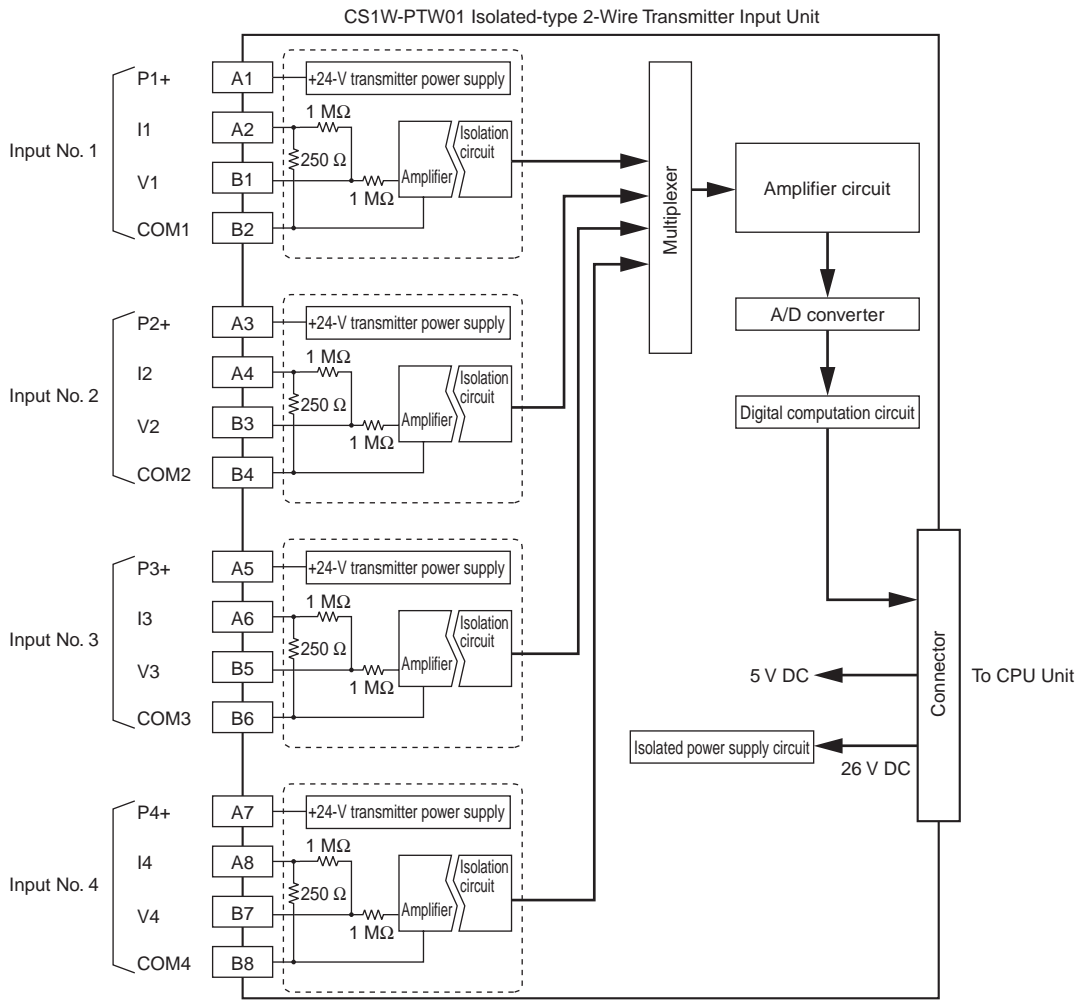 CS1W-PTW01 Isolated-type 2-Wire Transmitter Input Unit
Input No. 1
P1+
A1
+24-V transmitter power supply
I1
A2
1 MΩ
250 Ω
V1
B1
1 MΩ
COM1
B2
Amplifier
Isolation
circuit
Input No. 2
P2+
A3
+24-V transmitter power supply
I2
A4
1 MΩ
250 Ω
V2
B3
1 MΩ
COM2
B4
Amplifier
Isolation
circuit
Input No. 3
P3+
A5
+24-V transmitter power supply
I3
A6
1 MΩ
250 Ω
V3
B5
1 MΩ
COM3
B6
Amplifier
Isolation
circuit
Input No. 4
P4+
A7
+24-V transmitter power supply
I4
A8
1 MΩ
250 Ω
V4
B7
1 MΩ
COM4
B8
Amplifier
Isolation
circuit
Multiplexer
Amplifier circuit
A/D converter
Digital computation circuit
Connector
To CPU Unit
5 V DC
Isolated power supply circuit
26 V DC